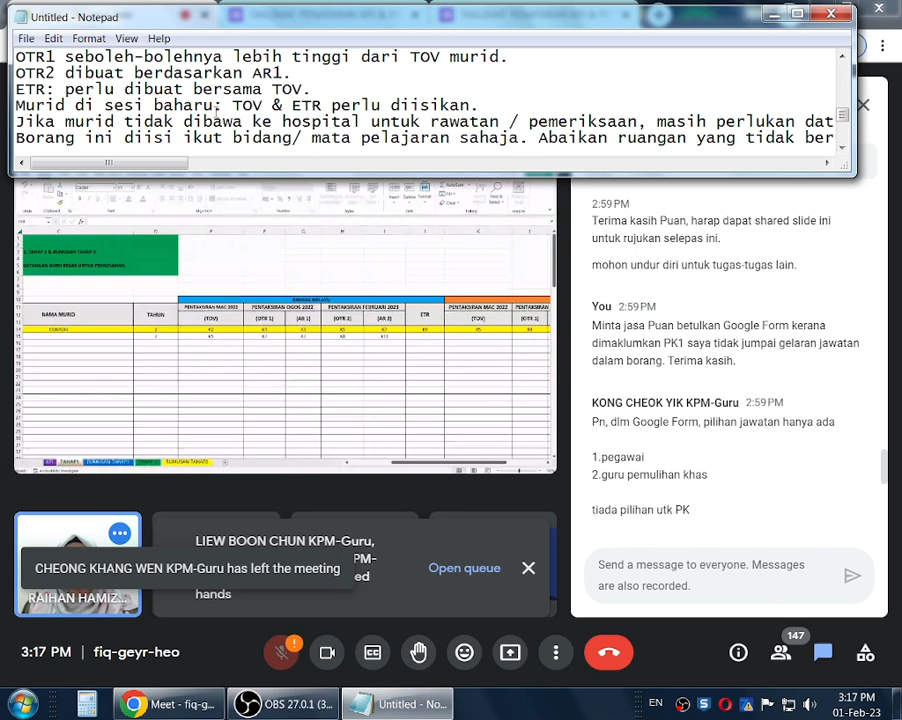 Untitled - Notepad
File Edit Format View Help
OTR1 seboleh-bolehnya lebih tinggi dari TOV murid.
OTR2 dibuat berdasarkan AR1.
ETR: perlu dibuat bersama TOV.
Murid di sesi baharu: TOV & ETR perlu diisikan.
Jika murid tidak dibawa ke hospital untuk rawatan / pemeriksaan, masih perlukan dat
Borang ini diisi ikut bidang/ mata pelajaran sahaja. Abaikan ruangan yang tidak ber
NAMA MURID
TAHUN
PENTAKSIRAN MAC 2022
PENTAKSIRAN OGOS 2022
PENTAKSIRAN FEBRUARI 2023
ETR
PENTAKSIRAN MAC 2022
PENTAKSIRAN
(TOV) (OTR 1) (AR 1) (OTR 2) (AR 2) (TOV) (OTR 1)
CONTOH
2:59 PM
Terima kasih Puan, harap dapat shared slide ini
untuk rujukan selepas ini.
mohon undur diri untuk tugas-tugas lain.
You 2:59 PM
Minta jasa Puan betulkan Google Form kerana
dimaklumkan PK1 saya tidak jumpai gelaran jawatan
dalam borang. Terima kasih.
KONG CHEOK YIK KPM-Guru 2:59 PM
Pn, dlm Google Form, pilihan jawatan hanya ada
1.pegawai
2.guru pemulihan khas
tiada pilihan utk PK
Send a message to everyone. Messages
are also recorded.
LIEW BOON CHUN KPM-Guru,
hands
CHEONG KHANG WEN KPM-Guru has left the meeting
Open queue
RAIHAN HAMIZ...
3:17 PM fiq-geyr-heo
147
Meet - fiq-g...
OBS 27.0.1 (3...
Untitled - No...
EN
3:17 PM
01-Feb-23